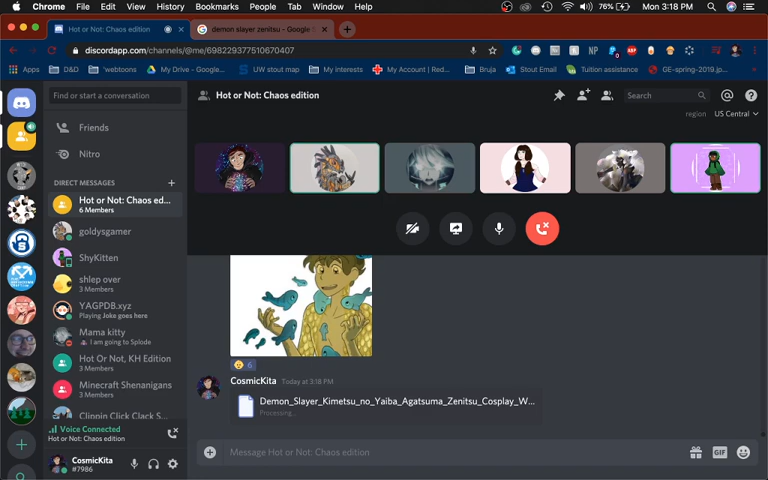 Chrome File Edit View History Bookmarks People Tab Window Help
76% Mon 3:18 PM
Hot or Not: Chaos edition
demon slayer zenitsu - Google S
discordapp.com/channels/@me/698229377510670407
Apps D&D *webtoons My Drive - Google... UW stout map My interests My Account | Red... Bruja Stout Email Tuition assistance GE-spring-2019.jp...
Find or start a conversation
Hot or Not: Chaos edition
Search
region US Central
Friends
Nitro
DIRECT MESSAGES
Hot or Not: Chaos ed...
6 Members
goldysgamer
ShyKitten
shlep over
3 Members
YAGPDB.xyz
Playing Joke goes here
Mama kitty
I am going to Splode
Hot Or Not, KH Edition
3 Members
Minecraft Shenanigans
3 Members
Clippin Click Clack S...
Voice Connected
Hot or Not: Chaos edition
CosmicKita
#7986
6
CosmicKita Today at 3:18 PM
Demon_Slayer_Kimetsu_no_Yaiba_Agatsuma_Zenitsu_Cosplay_W...
Processing...
Message Hot or Not: Chaos edition
GIF